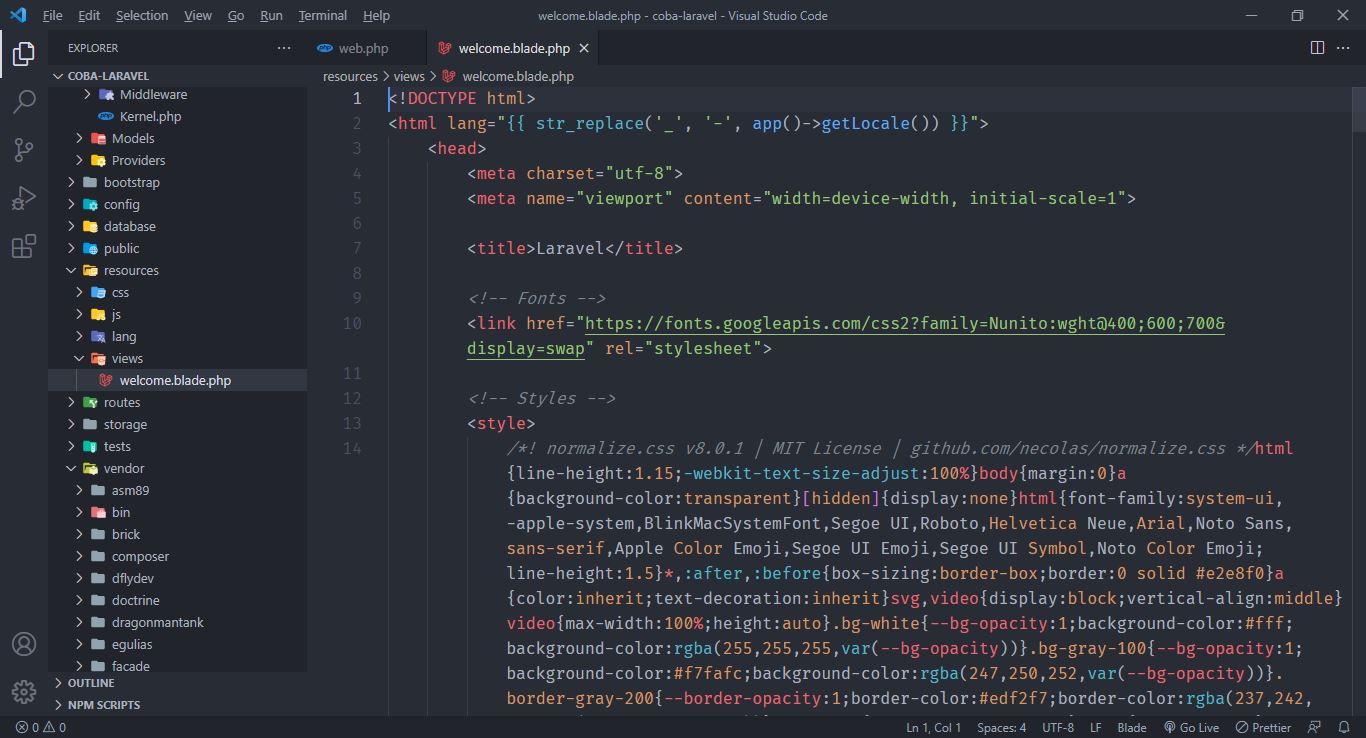 File Edit Selection View Go Run Terminal Help
welcome.blade.php - coba-laravel - Visual Studio Code
EXPLORER
web.php
welcome.blade.php
COBA-LARAVEL
Middleware
Kernel.php
Models
Providers
bootstrap
config
database
public
resources
css
js
lang
views
welcome.blade.php
routes
storage
tests
vendor
asm89
bin
brick
composer
dflydev
doctrine
dragonmantank
egulias
facade
OUTLINE
NPM SCRIPTS
resources > views > welcome.blade.php
1 <!DOCTYPE html>
2 <html lang="{{ str_replace('_', '-', app()->getLocale()) }}">
3 <head>
4 <meta charset="utf-8">
5 <meta name="viewport" content="width=device-width, initial-scale=1">
6
7 <title>Laravel</title>
8
9 <!-- Fonts -->
10 <link href="https://fonts.googleapis.com/css2?family=Nunito:wght@400;600;700&
display=swap" rel="stylesheet">
11
12 <!-- Styles -->
13 <style>
14 /*! normalize.css v8.0.1 | MIT License | github.com/necolas/normalize.css */html
{line-height:1.15;-webkit-text-size-adjust:100%}body{margin:0}a
{background-color:transparent}[hidden]{display:none}html{font-family:system-ui,
-apple-system,BlinkMacSystemFont,Segoe UI,Roboto,Helvetica Neue,Arial,Noto Sans,
sans-serif,Apple Color Emoji,Segoe UI Emoji,Segoe UI Symbol,Noto Color Emoji;
line-height:1.5}*,:after,:before{box-sizing:border-box;border:0 solid #e2e8f0}a
{color:inherit;text-decoration:inherit}svg,video{display:block;vertical-align:middle}
video{max-width:100%;height:auto}.bg-white{--bg-opacity:1;background-color:#fff;
background-color:rgba(255,255,255,var(--bg-opacity))}.bg-gray-100{--bg-opacity:1;
background-color:#f7fafc;background-color:rgba(247,250,252,var(--bg-opacity))}.
border-gray-200{--border-opacity:1;border-color:#edf2f7;border-color:rgba(237,242,
0 0
Ln 1, Col 1 Spaces: 4 UTF-8 LF Blade Go Live Prettier